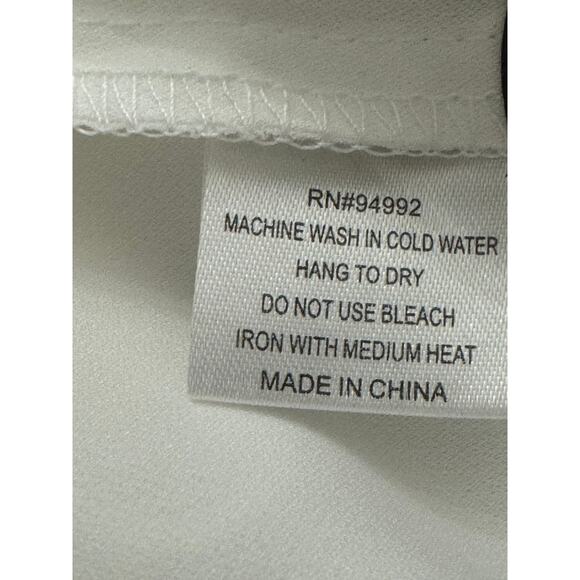 RN#94992
MACHINE WASH IN COLD WATER
HANG TO DRY
DO NOT USE BLEACH
IRON WITH MEDIUM HEAT
MADE IN CHINA